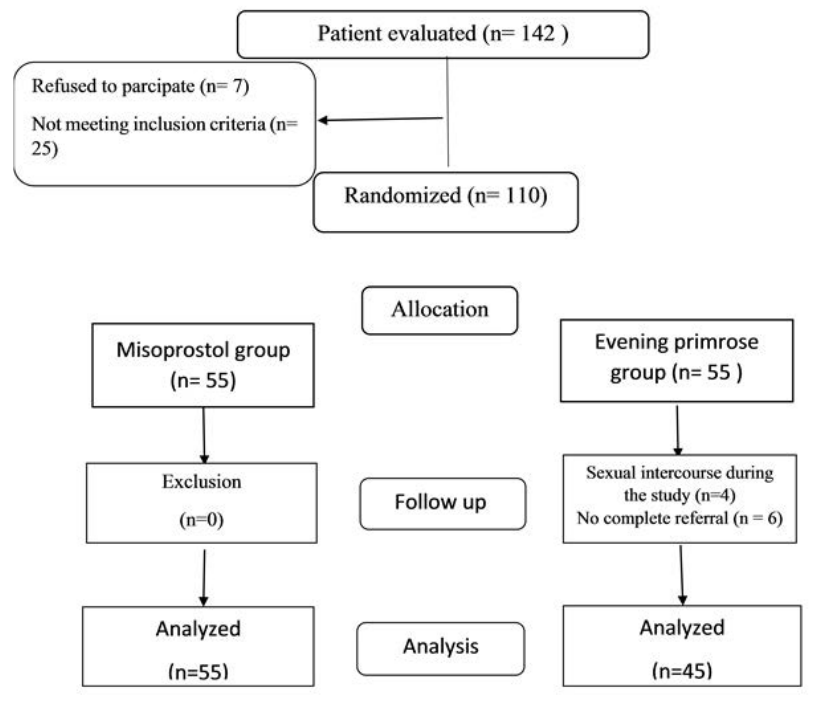 Patient evaluated (n= 142 )
Refused to parcipate (n= 7)
Not meeting inclusion criteria (n=
25)
Randomized (n= 110)
Allocation
Misoprostol group
(n= 55)
Evening primrose
group (n= 55 )
Exclusion
(n=0)
Follow up
Sexual intercourse during
the study (n=4)
No complete referral (n = 6)
Analyzed
(n=55)
Analysis
Analyzed
(n=45)